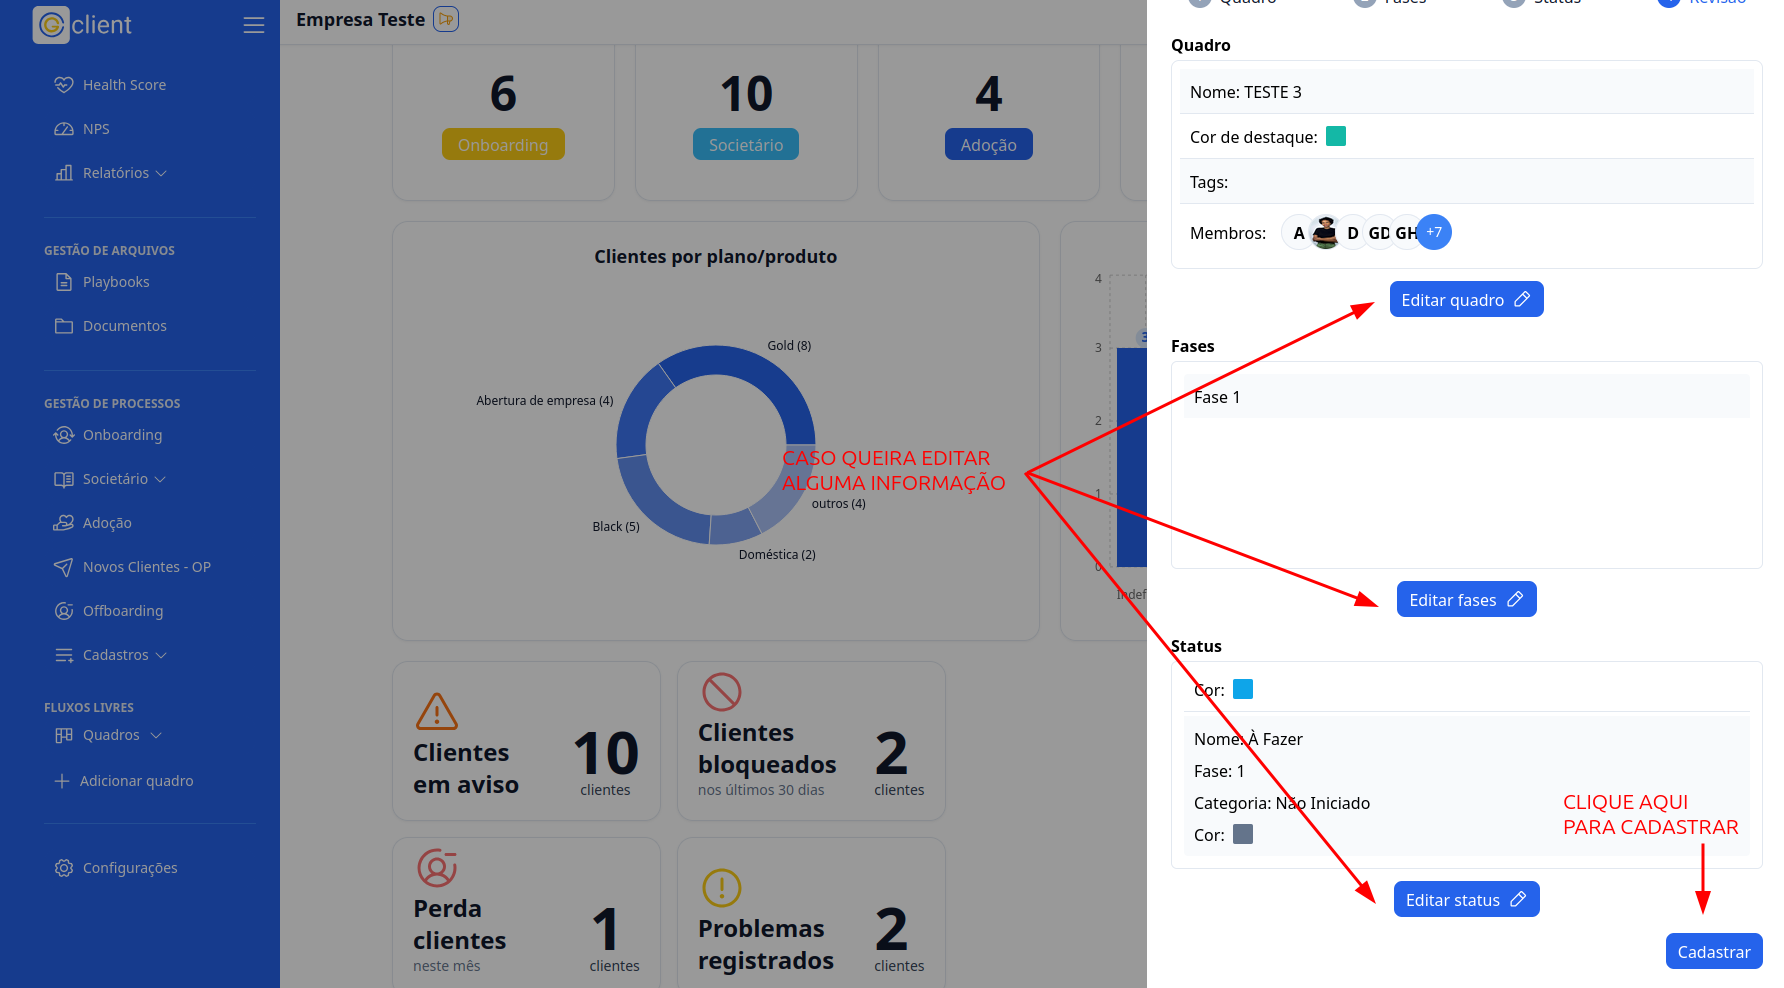 G client
Health Score
NPS
Relatórios
GESTÃO DE ARQUIVOS
Playbooks
Documentos
GESTÃO DE PROCESSOS
Onboarding
Societário
Adoção
Novos Clientes - OP
Offboarding
Cadastros
FLUXOS LIVRES
Quadros
Adicionar quadro
Configurações
Empresa Teste
6
Onboarding
10
Societário
4
Adoção
Clientes por plano/produto
Gold (8)
Abertura de empresa (4)
Black (5)
Doméstica (2)
outros (4)
CASO QUEIRA EDITAR
ALGUMA INFORMAÇÃO
4
3
3
2
1
0
Clientes
em aviso
10
clientes
Clientes
bloqueados
nos últimos 30 dias
2
clientes
Perda
clientes
neste mês
1
clientes
Problemas
registrados
2
clientes
Quadro
Fases
Status
Revisão
Quadro
Nome: TESTE 3
Cor de destaque:
Tags:
Membros: A D GD GH +7
Editar quadro
Fases
Fase 1
Editar fases
Status
Cor:
Nome: À Fazer
Fase: 1
Categoria: Não Iniciado
Cor:
CLIQUE AQUI
PARA CADASTRAR
Editar status
Cadastrar